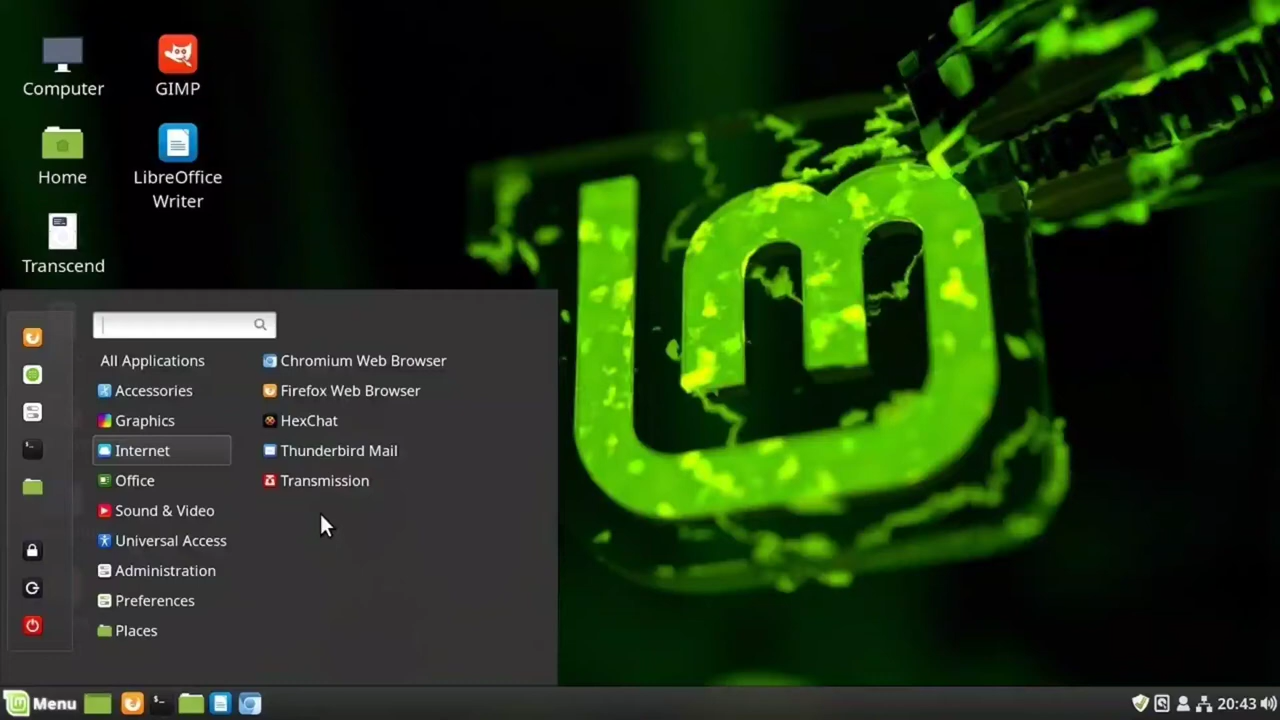 Computer
GIMP
Home
LibreOffice
Writer
Transcend
All Applications
Accessories
Graphics
Internet
Office
Sound & Video
Universal Access
Administration
Preferences
Places
Chromium Web Browser
Firefox Web Browser
HexChat
Thunderbird Mail
Transmission
lm
Menu
20:43